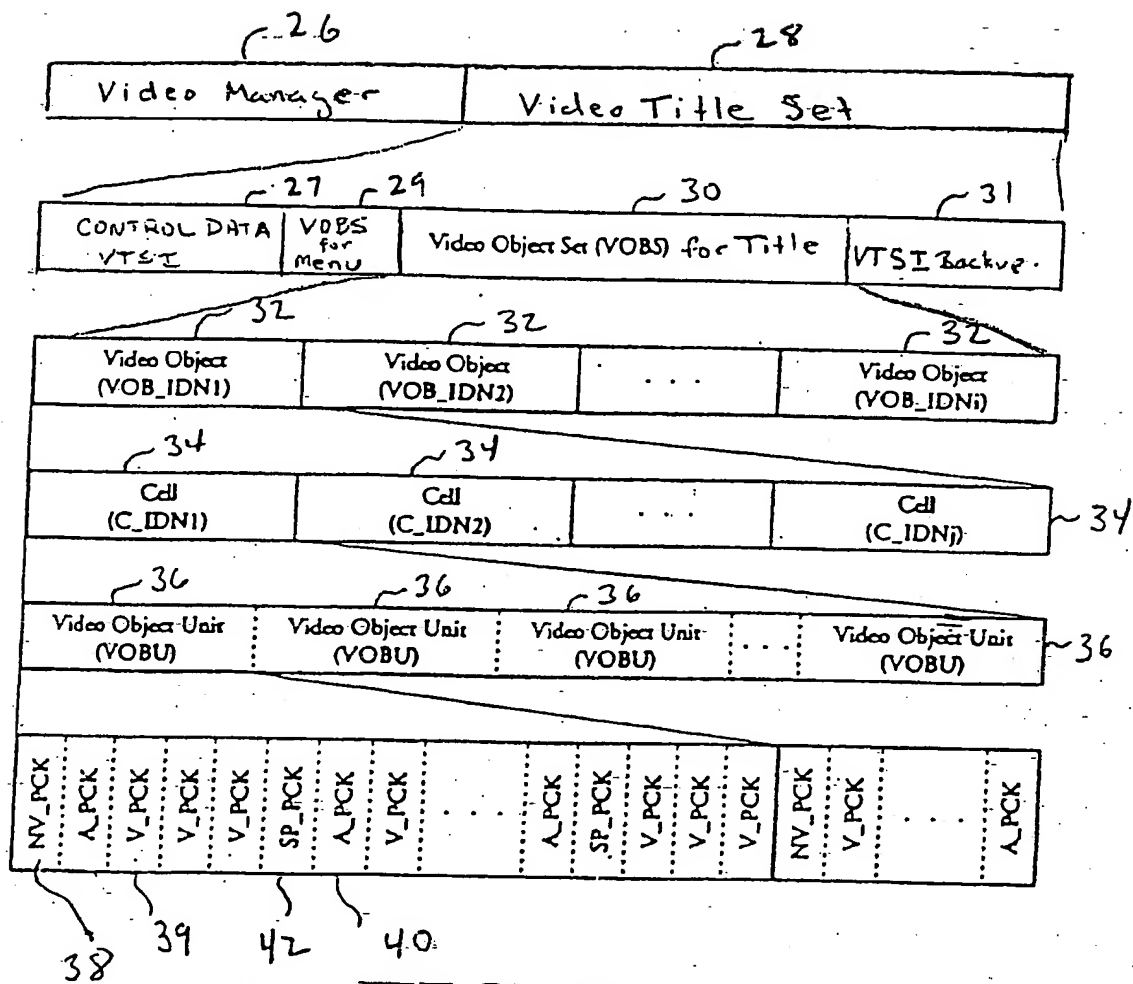 26 28
Video Manager Video Title Set
27 29 30 31
CONTROL DATA VTSI VOBS for Menu Video Object Set (VOBS) for Title VTSI Backup.
32 32 32
Video Object (VOB_IDN1) Video Object (VOB_IDN2) . . . . Video Object (VOB_IDNi)
34 34
Cell (C_IDN1) Cell (C_IDN2) . . . . Cell (C_IDNj) 34
36 36 36
Video Object Unit (VOBU) Video Object Unit (VOBU) Video Object Unit (VOBU) . . . Video Object Unit (VOBU) 36
NV_PCK A_PCK V_PCK V_PCK V_PCK SP_PCK A_PCK V_PCK . . . . A_PCK SP_PCK V_PCK V_PCK V_PCK NV_PCK V_PCK . . . . A_PCK
38 39 42 40